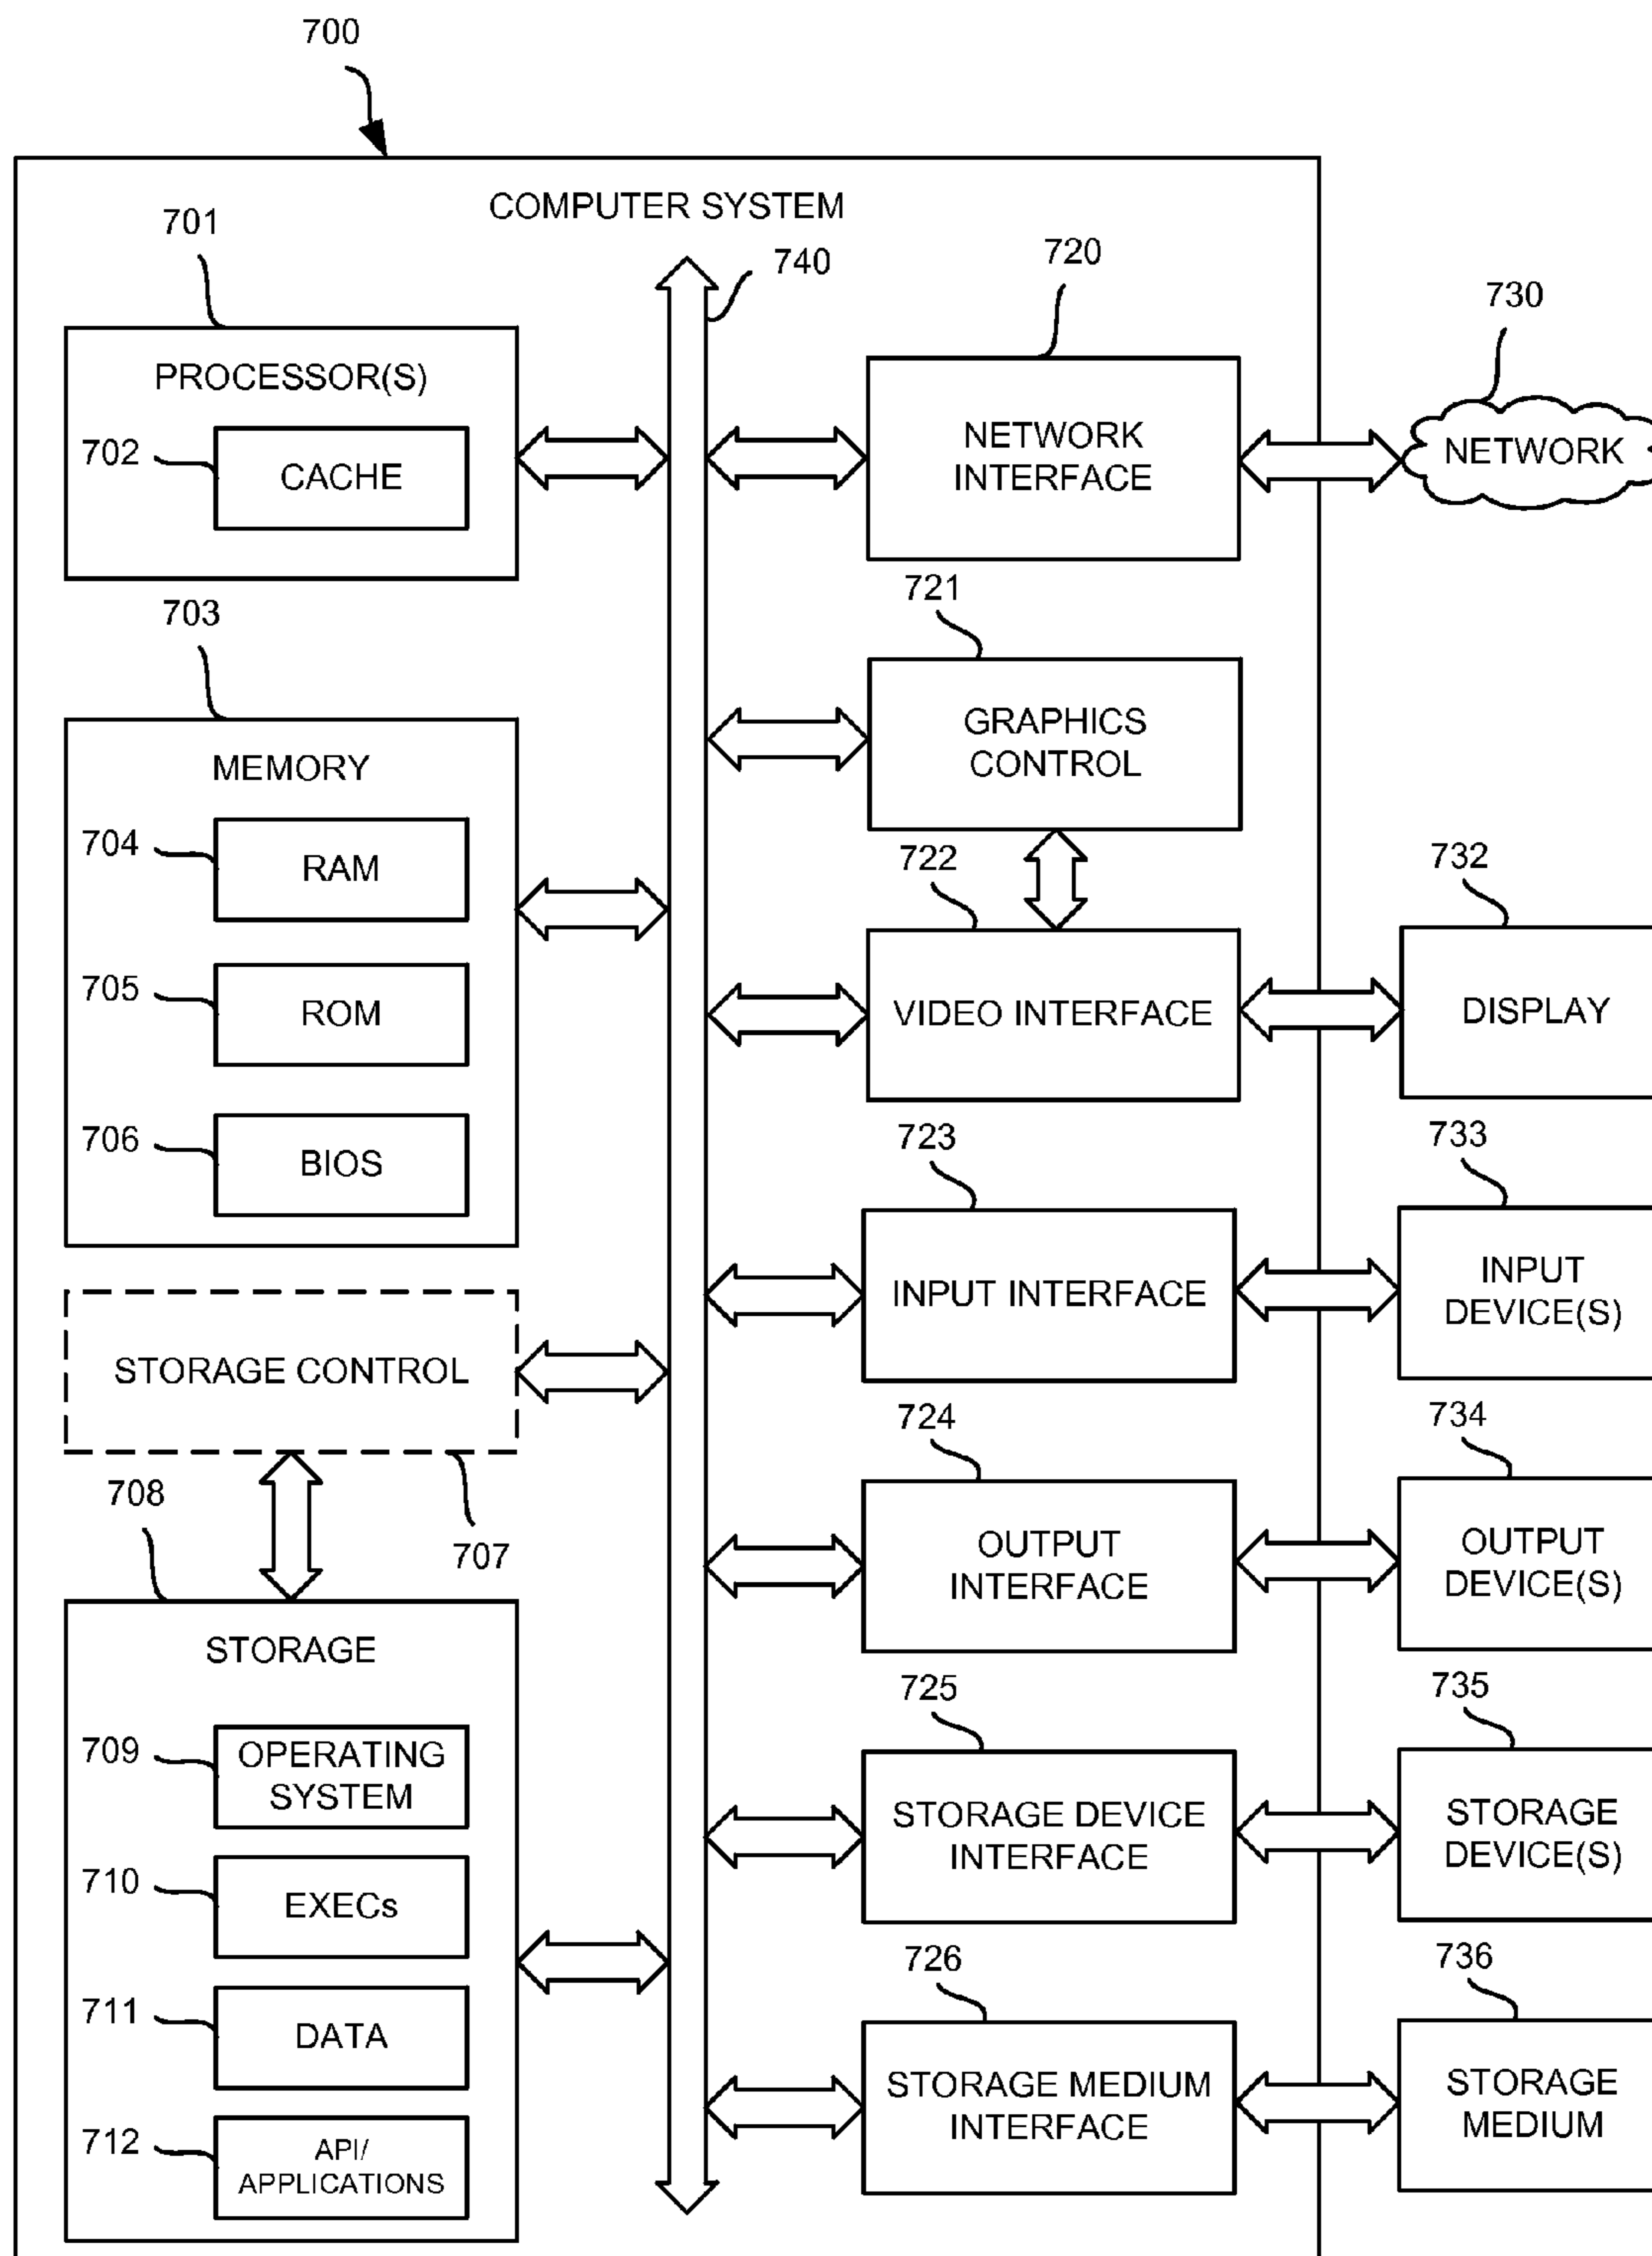 700
COMPUTER SYSTEM
701
740
720
730
PROCESSOR(S)
702
CACHE
NETWORK
INTERFACE
NETWORK
703
721
MEMORY
GRAPHICS
CONTROL
704
RAM
722
732
705
ROM
VIDEO INTERFACE
DISPLAY
706
BIOS
723
733
INPUT INTERFACE
INPUT
DEVICE(S)
STORAGE CONTROL
707
724
734
708
OUTPUT
INTERFACE
OUTPUT
DEVICE(S)
STORAGE
725
735
709
OPERATING
SYSTEM
STORAGE DEVICE
INTERFACE
STORAGE
DEVICE(S)
710
EXECs
726
736
711
DATA
STORAGE MEDIUM
INTERFACE
STORAGE
MEDIUM
712
API/
APPLICATIONS